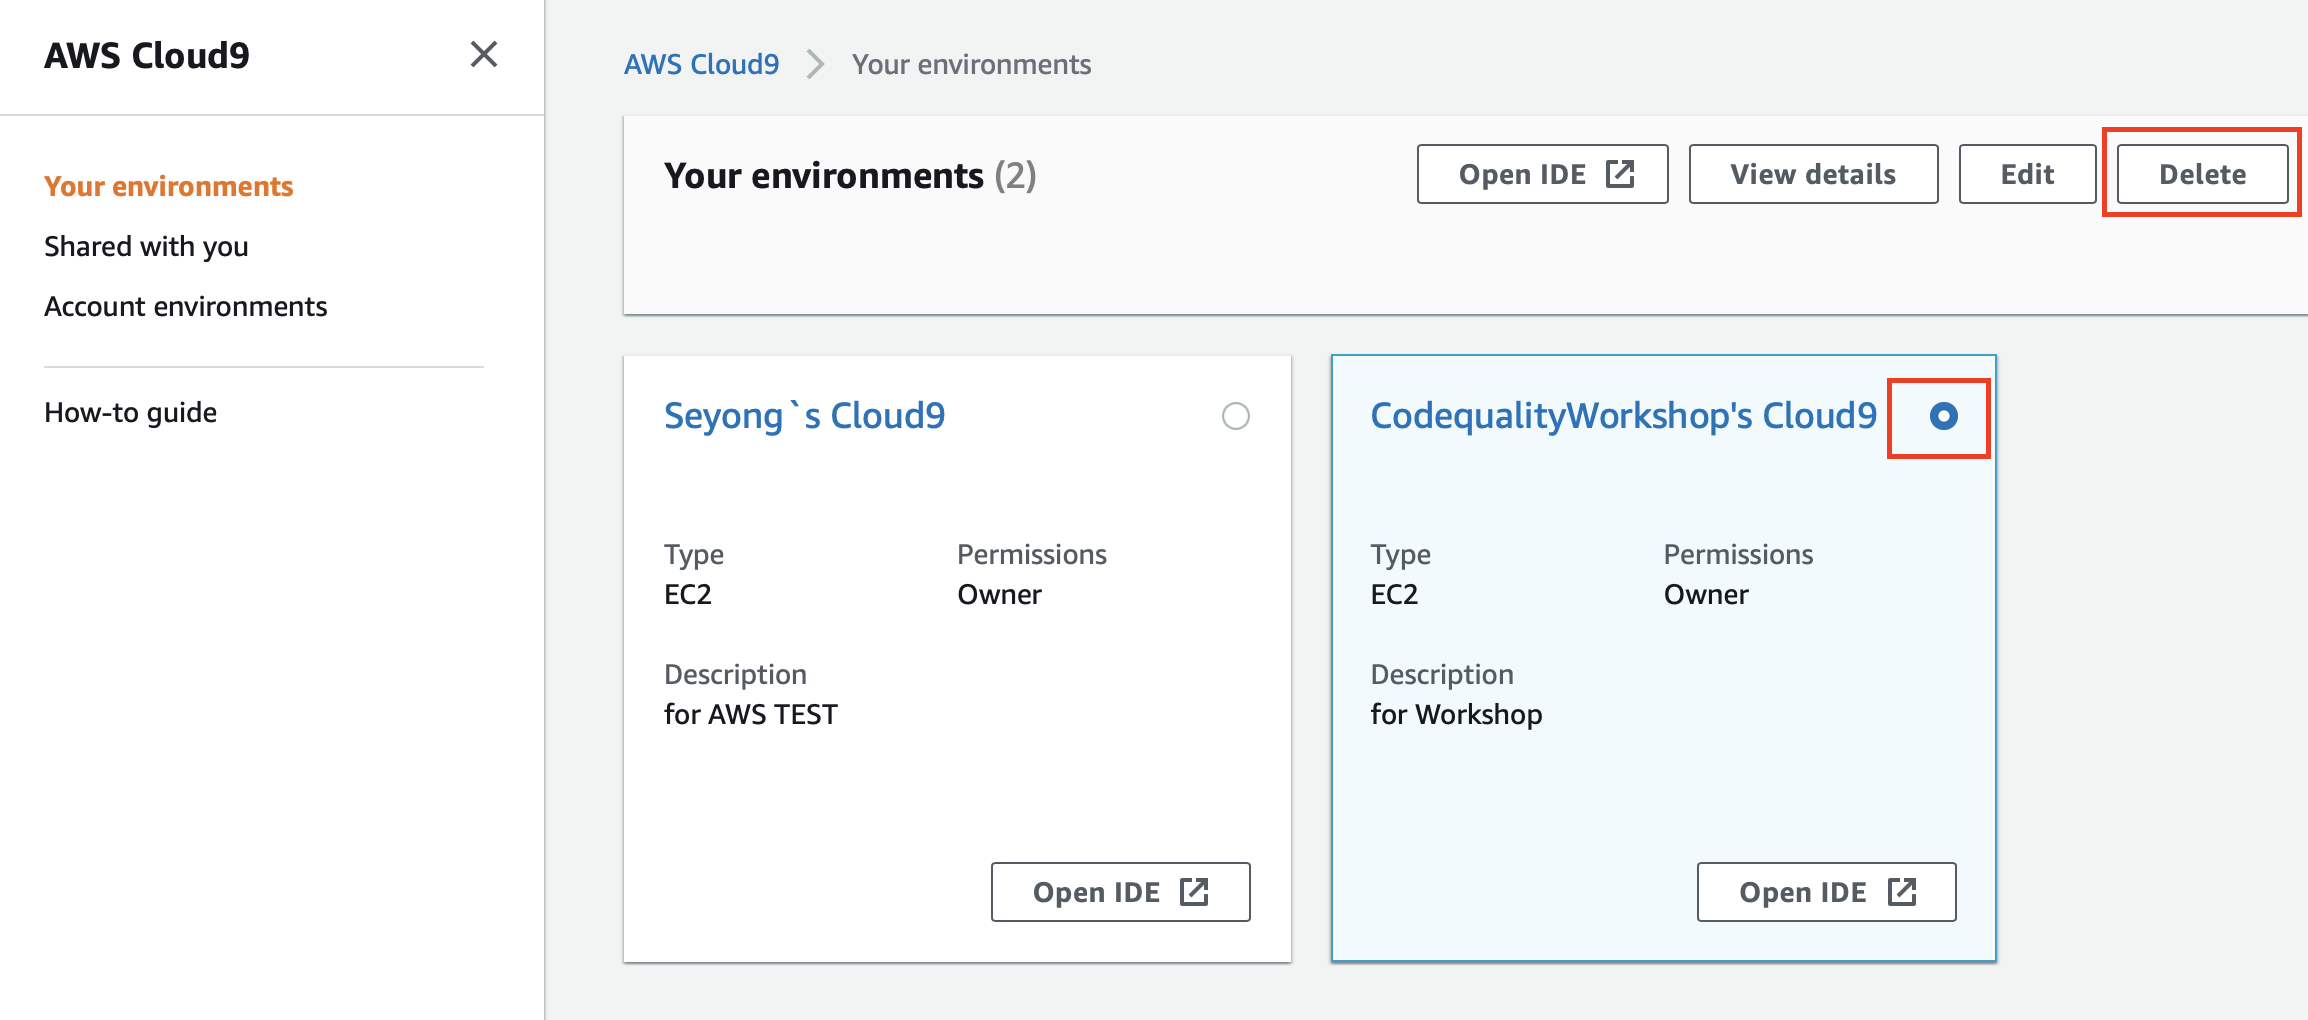 AWS Cloud9
Your environments
Shared with you
Account environments
How-to guide
AWS Cloud9 Your environments
Your environments (2)
Open IDE View details Edit Delete
Seyong`s Cloud9
Type Permissions
EC2 Owner
Description
for AWS TEST
Open IDE
CodequalityWorkshop's Cloud9
Type Permissions
EC2 Owner
Description
for Workshop
Open IDE